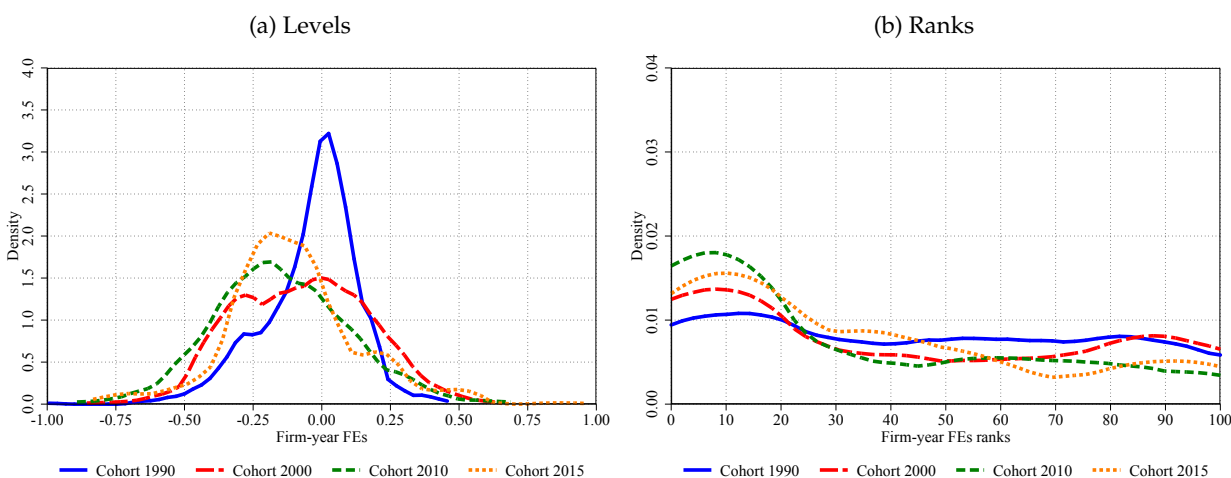 (a) Levels
(b) Ranks
Density
4.0
3.5
3.0
2.5
2.0
1.5
1.0
0.5
0.0
-1.00 -0.75 -0.50 -0.25 0.00 0.25 0.50 0.75 1.00
Firm-year FEs
Cohort 1990 Cohort 2000 Cohort 2010 Cohort 2015
Density
0.04
0.03
0.02
0.01
0.00
0 10 20 30 40 50 60 70 80 90 100
Firm-year FEs ranks
Cohort 1990 Cohort 2000 Cohort 2010 Cohort 2015